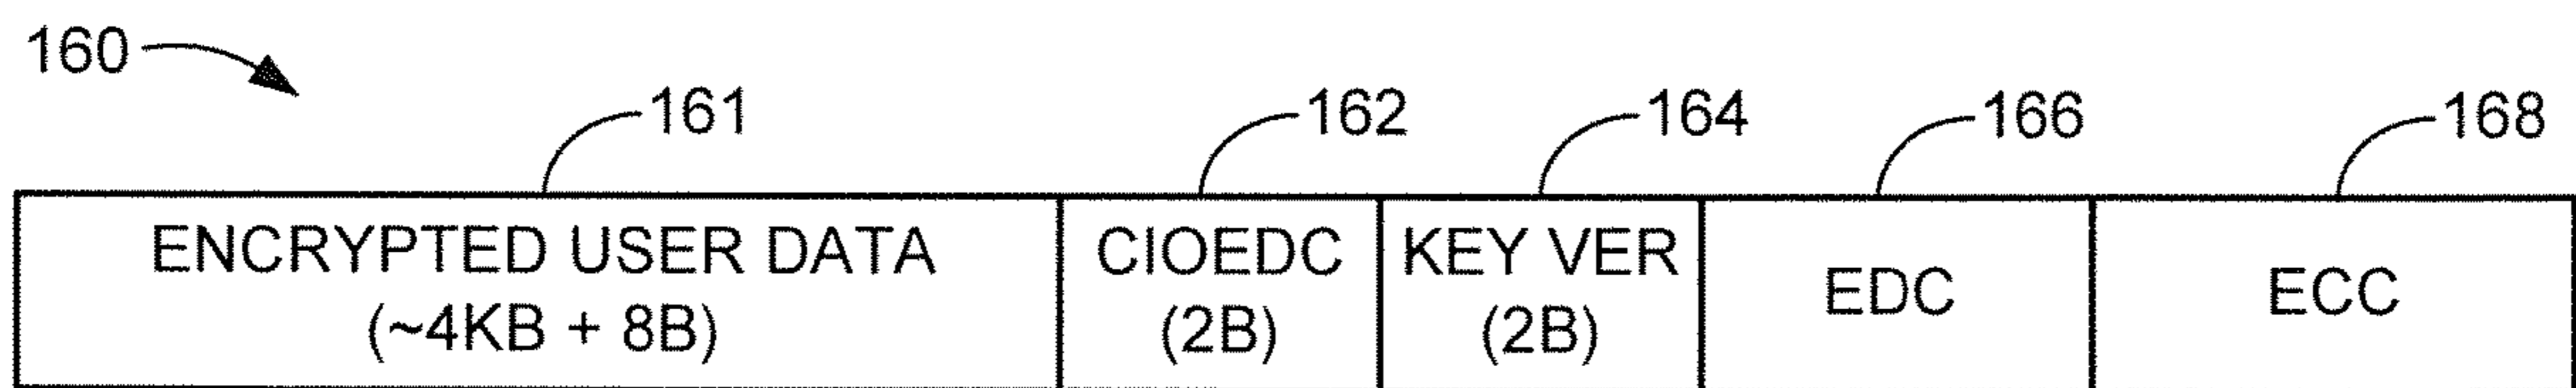 160
161
162
164
166
168
ENCRYPTED USER DATA
(~4KB + 8B)
CIOEDC
(2B)
KEY VER
(2B)
EDC
ECC